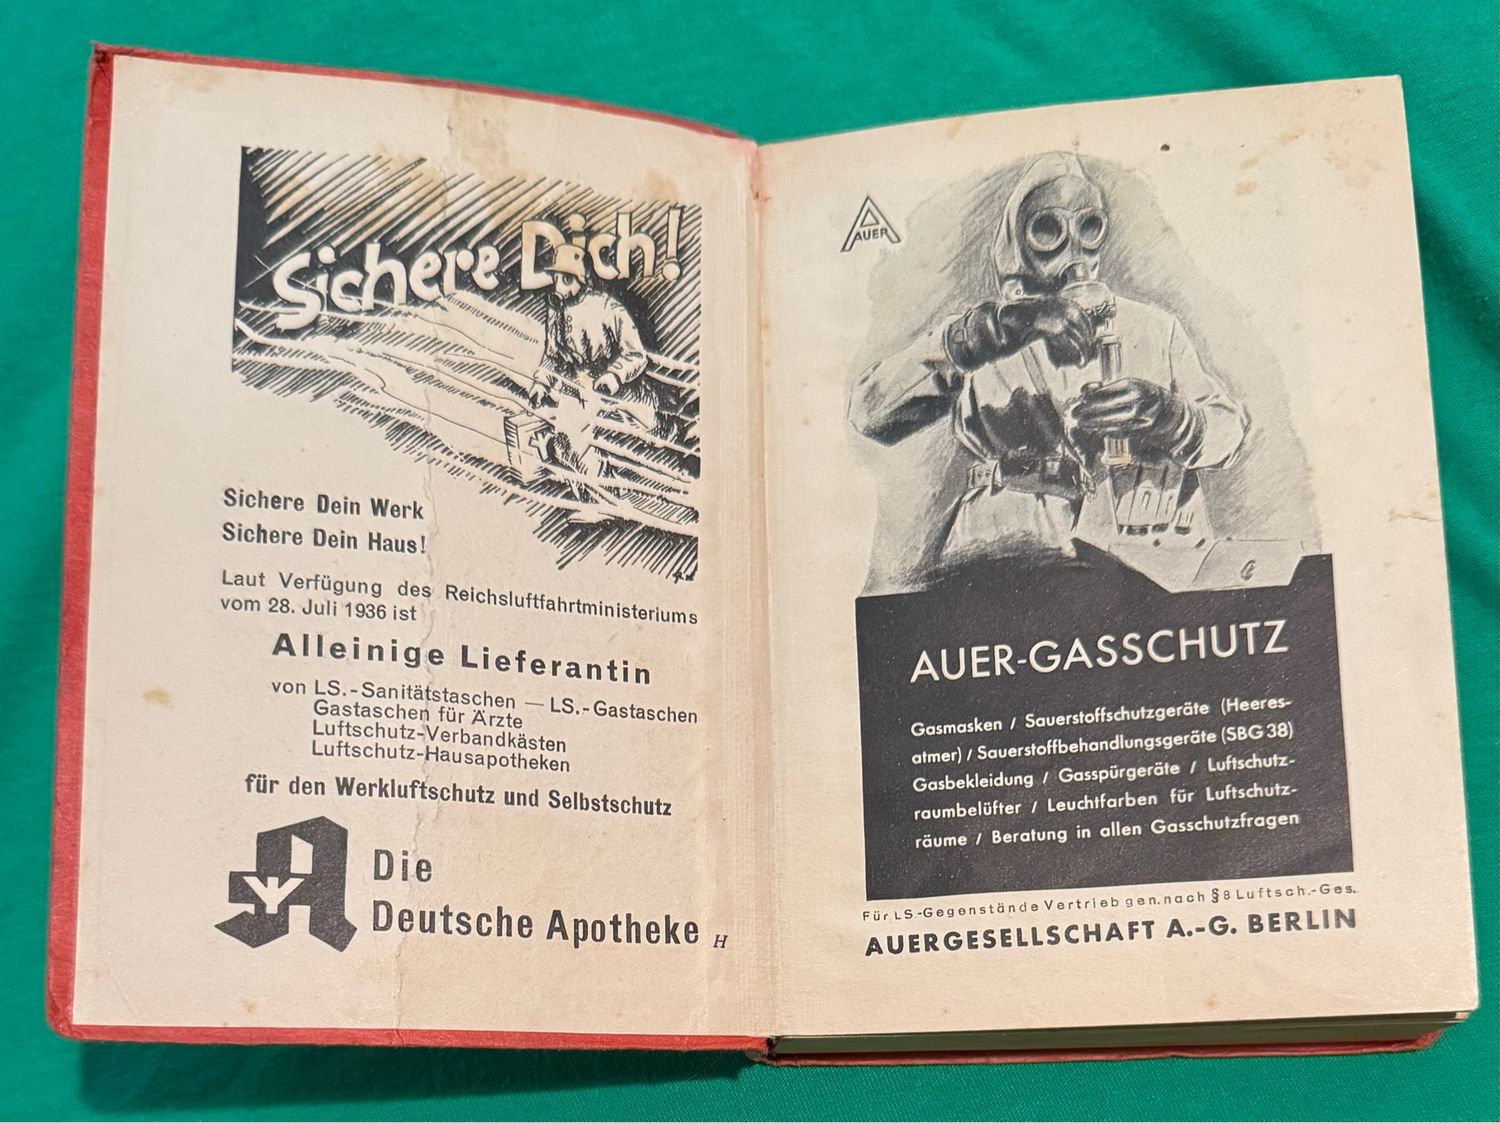 Sichere Dich!
Sichere Dein Werk
Sichere Dein Haus!
Laut Verfügung des Reichsluftfahrtministeriums
vom 28. Juli 1936 ist
Alleinige Lieferantin
von LS.-Sanitätstaschen — LS.-Gastaschen
Gastaschen für Ärzte
Luftschutz-Verbandkästen
Luftschutz-Hausapotheken
für den Werkluftschutz und Selbstschutz
Die
Deutsche Apotheke H
AUER
AUER-GASSCHUTZ
Gasmasken / Sauerstoffschutzgeräte (Heeres-
atmer) / Sauerstoffbehandlungsgeräte (SBG 38)
Gasbekleidung / Gasspürgeräte / Luftschutz-
raumbelüfter / Leuchtfarben für Luftschutz-
räume / Beratung in allen Gasschutzfragen
Für LS-Gegenstände Vertrieb gen. nach § 8 Luftsch.-Ges.
AUERGESELLSCHAFT A.-G. BERLIN